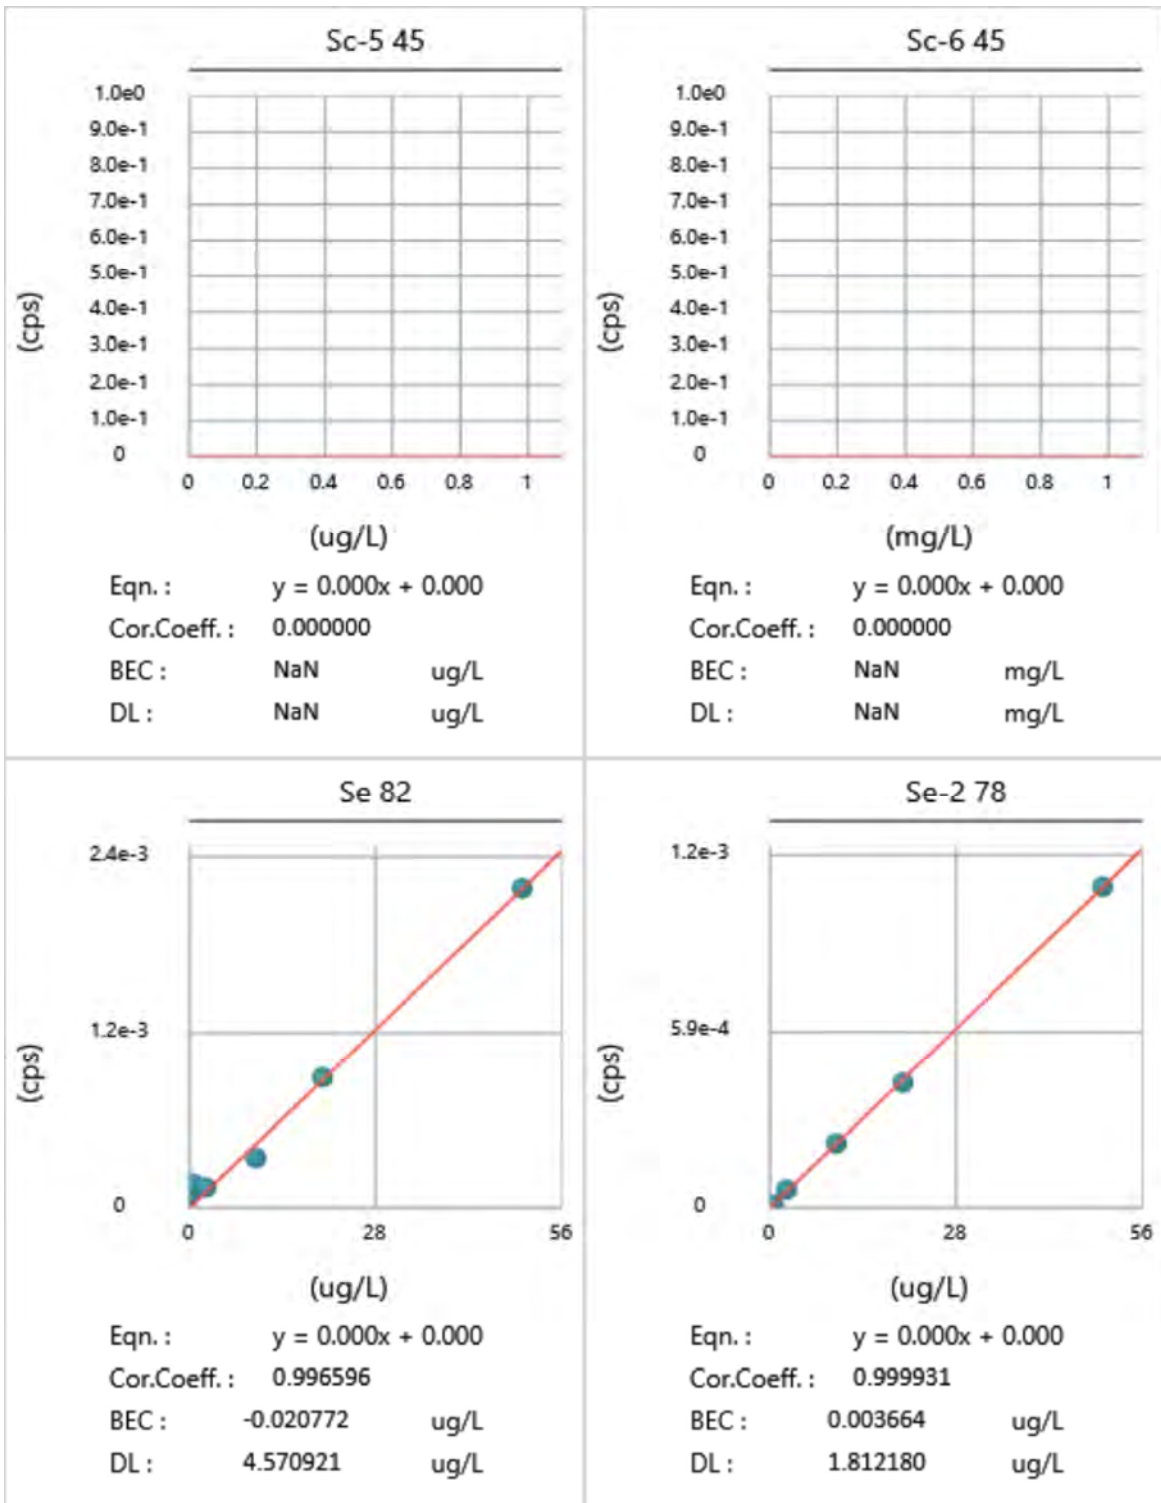 Sc-5 45
1.0e0
9.0e-1
8.0e-1
7.0e-1
6.0e-1
5.0e-1
4.0e-1
3.0e-1
2.0e-1
1.0e-1
0
(cps)
0 0.2 0.4 0.6 0.8 1
(ug/L)
Eqn. : y = 0.000x + 0.000
Cor.Coeff. : 0.000000
BEC : NaN ug/L
DL : NaN ug/L
Sc-6 45
1.0e0
9.0e-1
8.0e-1
7.0e-1
6.0e-1
5.0e-1
4.0e-1
3.0e-1
2.0e-1
1.0e-1
0
(cps)
0 0.2 0.4 0.6 0.8 1
(mg/L)
Eqn. : y = 0.000x + 0.000
Cor.Coeff. : 0.000000
BEC : NaN mg/L
DL : NaN mg/L
Se 82
2.4e-3
1.2e-3
0
(cps)
0 28 56
(ug/L)
Eqn. : y = 0.000x + 0.000
Cor.Coeff. : 0.996596
BEC : -0.020772 ug/L
DL : 4.570921 ug/L
Se-2 78
1.2e-3
5.9e-4
0
(cps)
0 28 56
(ug/L)
Eqn. : y = 0.000x + 0.000
Cor.Coeff. : 0.999931
BEC : 0.003664 ug/L
DL : 1.812180 ug/L